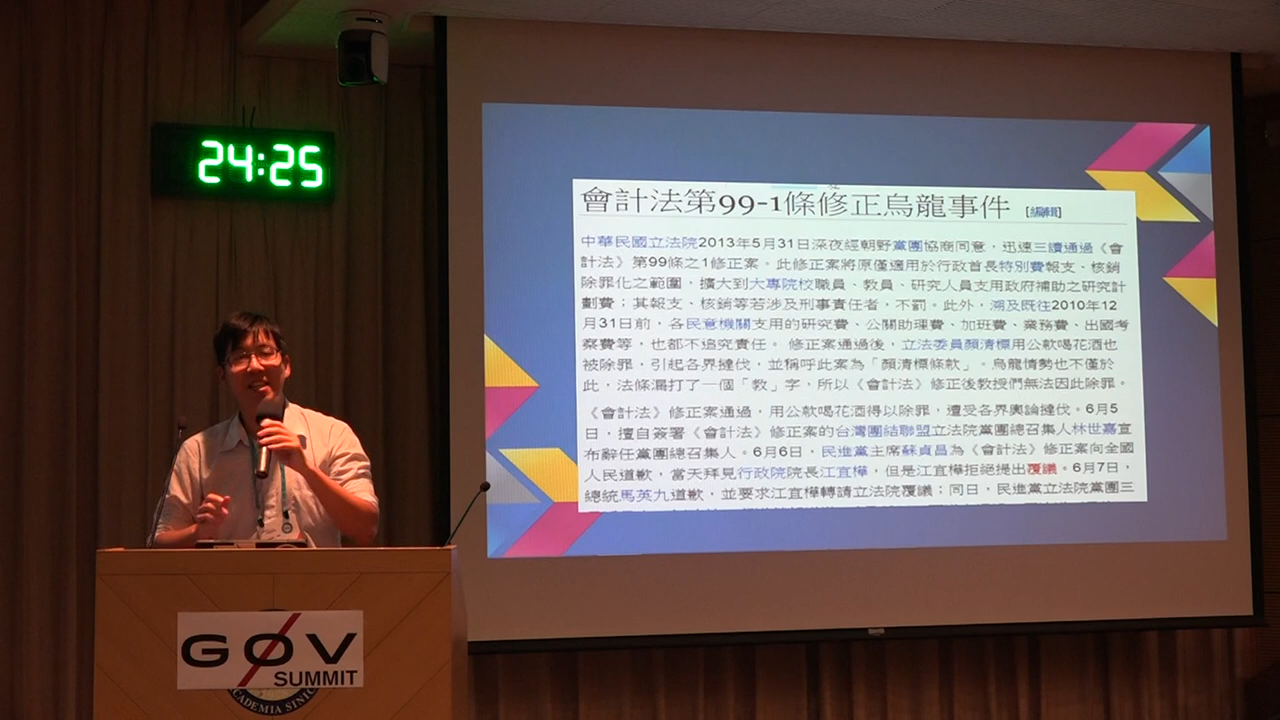 24:25
會計法第99-1條修正烏龍事件 [編輯]
中華民國立法院2013年5月31日深夜經朝野黨團協商同意，迅速三讀通過《會
計法》第99條之1修正案。此修正案將原僅適用於行政首長特別費報支、核銷
除罪化之範圍，擴大到大專院校職員、教員、研究人員支用政府補助之研究計
劃費；其報支、核銷等若涉及刑事責任者，不罰。此外，溯及既往2010年12
月31日前，各民意機關支用的研究費、公關助理費、加班費、業務費、出國考
察費等，也都不追究責任。 修正案通過後，立法委員顏清標用公款喝花酒也
被除罪，引起各界撻伐，並稱呼此案為「顏清標條款」。烏龍情勢也不僅於
此，法條漏打了一個「教」字，所以《會計法》修正後教授們無法因此除罪。
《會計法》修正案通過，用公款喝花酒得以除罪，遭受各界輿論撻伐。6月5
日，擅自簽署《會計法》修正案的台灣團結聯盟立法院黨團總召集人林世嘉宣
布辭任黨團總召集人。6月6日，民進黨主席蘇貞昌為《會計法》修正案向全國
人民道歉，當天拜見行政院院長江宜樺，但是江宜樺拒絕提出覆議。6月7日，
總統馬英九道歉，並要求江宜樺轉請立法院覆議；同日，民進黨立法院黨團三
GØV
SUMMIT